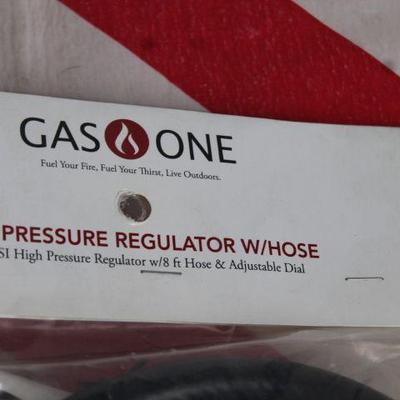 GAS ONE
Fuel Your Fire, Fuel Your Thirst, Live Outdoors.
PRESSURE REGULATOR W/HOSE
SI High Pressure Regulator w/8 ft Hose & Adjustable Dial